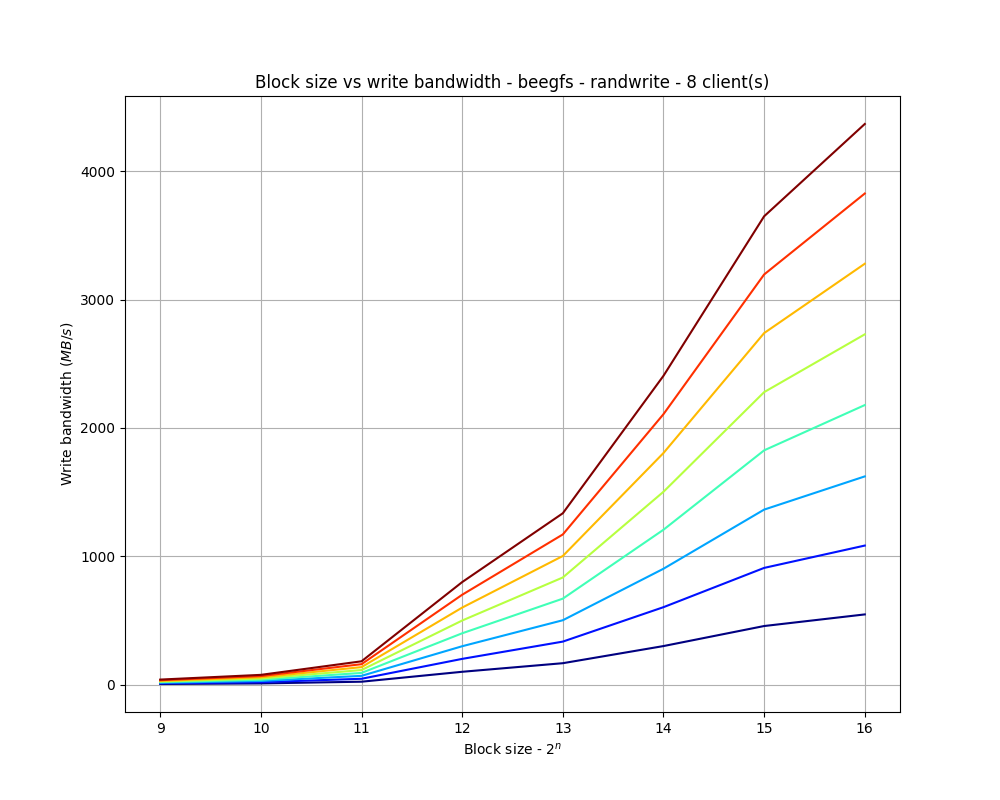 Block size vs write bandwidth - beegfs - randwrite - 8 client(s)
Write bandwidth (MB/s)
4000
3000
2000
1000
0
9 10 11 12 13 14 15 16
Block size - 2ⁿ